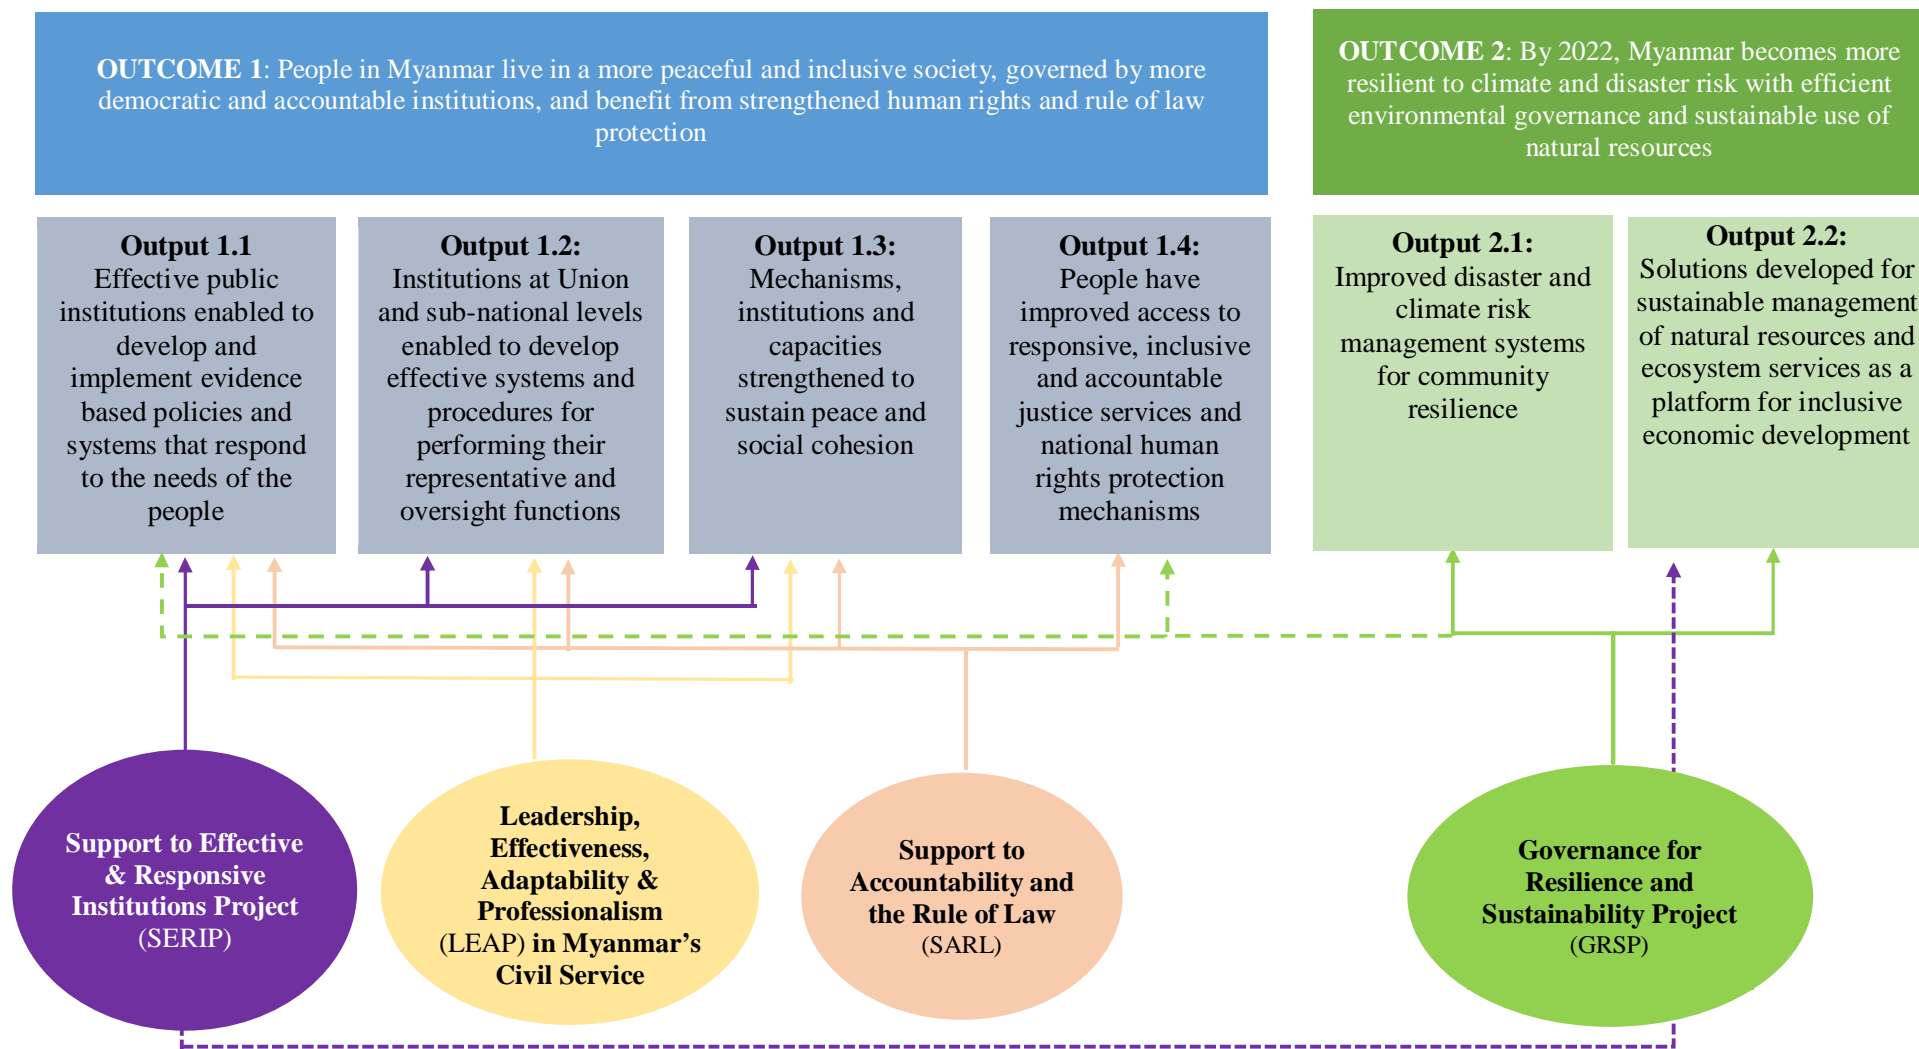 OUTCOME 1: People in Myanmar live in a more peaceful and inclusive society, governed by more
democratic and accountable institutions, and benefit from strengthened human rights and rule of law
protection
OUTCOME 2: By 2022, Myanmar becomes more
resilient to climate and disaster risk with efficient
environmental governance and sustainable use of
natural resources
Output 1.1
Effective public
institutions enabled to
develop and
implement evidence
based policies and
systems that respond
to the needs of the
people
Output 1.2:
Institutions at Union
and sub-national levels
enabled to develop
effective systems and
procedures for
performing their
representative and
oversight functions
Output 1.3:
Mechanisms,
institutions and
capacities
strengthened to
sustain peace and
social cohesion
Output 1.4:
People have
improved access to
responsive, inclusive
and accountable
justice services and
national human
rights protection
mechanisms
Output 2.1:
Improved disaster and
climate risk
management systems
for community
resilience
Output 2.2:
Solutions developed for
sustainable management
of natural resources and
ecosystem services as a
platform for inclusive
economic development
Support to Effective
& Responsive
Institutions Project
(SERIP)
Leadership,
Effectiveness,
Adaptability &
Professionalism
(LEAP) in Myanmar’s
Civil Service
Support to
Accountability and
the Rule of Law
(SARL)
Governance for
Resilience and
Sustainability Project
(GRSP)